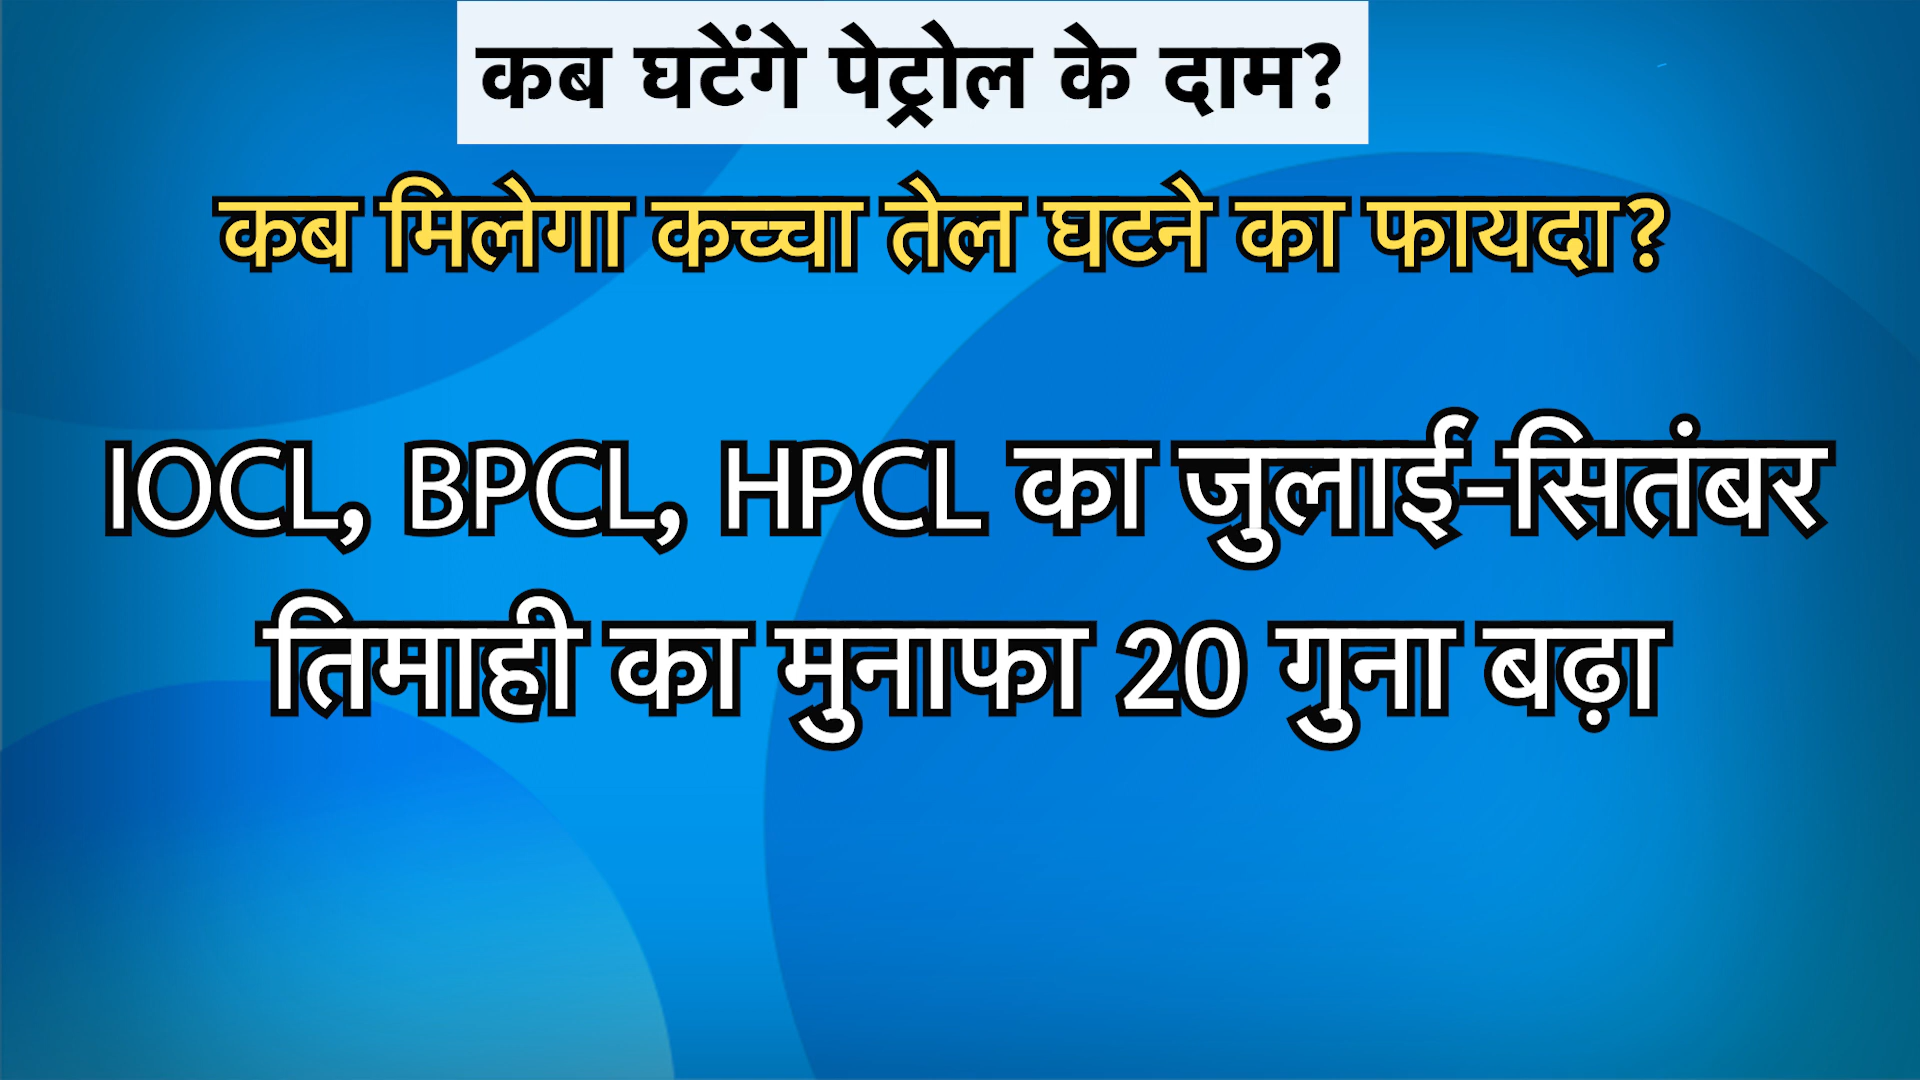 कब घटेंगे पेट्रोल के दाम?
कब मिलेगा कच्चा तेल घटने का फायदा?
IOCL, BPCL, HPCL का जुलाई-सितंबर
तिमाही का मुनाफा 20 गुना बढ़ा